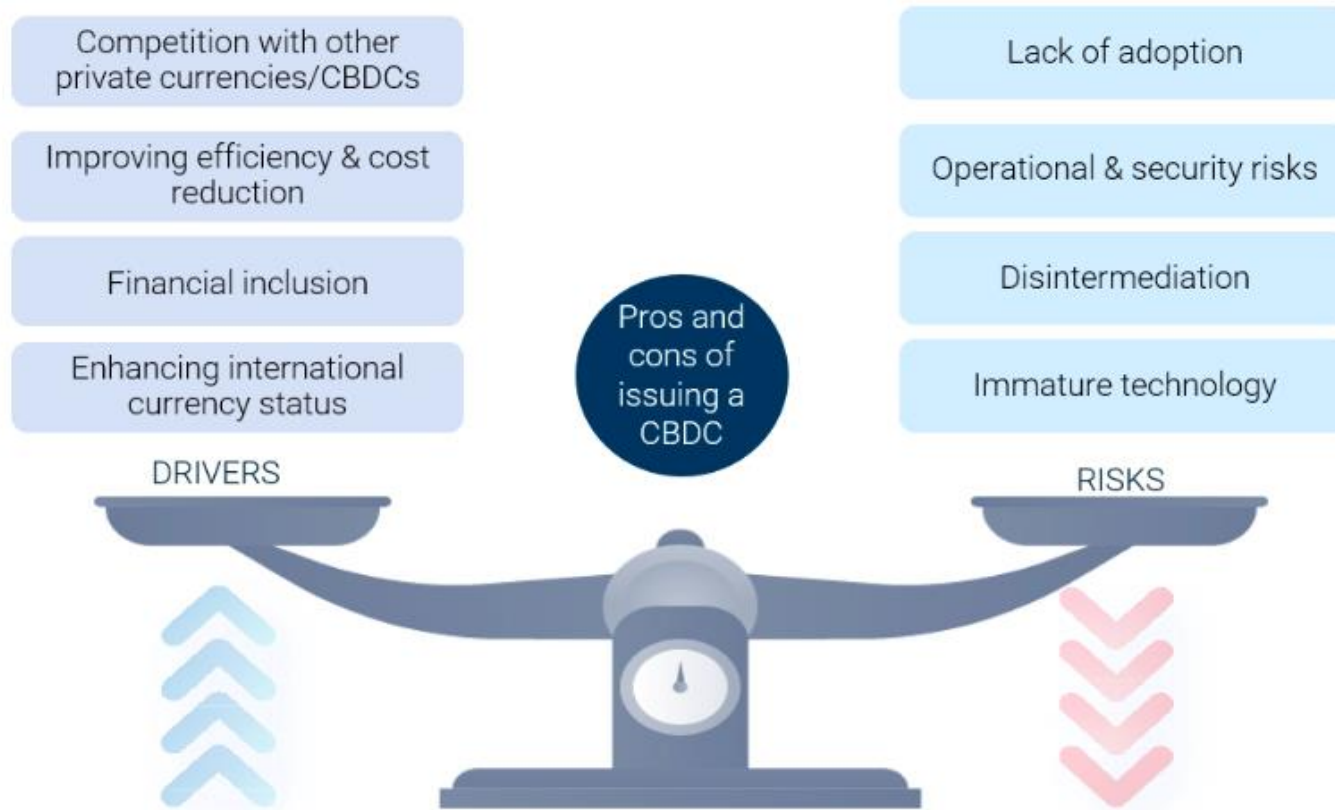 Competition with other
private currencies/CBDCs
Improving efficiency & cost
reduction
Financial inclusion
Enhancing international
currency status
DRIVERS
Pros and
cons of
issuing a
CBDC
Lack of adoption
Operational & security risks
Disintermediation
Immature technology
RISKS